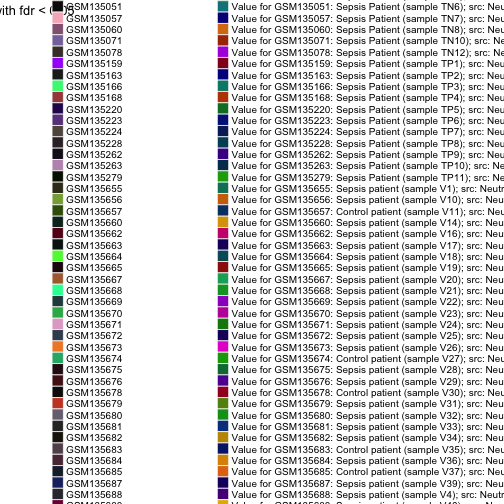 with fdr < 0.05
GSM135051 Value for GSM135051: Sepsis Patient (sample TN6); src: Neu
GSM135057 Value for GSM135057: Sepsis Patient (sample TN7); src: Neu
GSM135060 Value for GSM135060: Sepsis Patient (sample TN8); src: Neu
GSM135071 Value for GSM135071: Sepsis Patient (sample TN10); src: Ne
GSM135078 Value for GSM135078: Sepsis Patient (sample TN12); src: Ne
GSM135159 Value for GSM135159: Sepsis Patient (sample TP1); src: Neu
GSM135163 Value for GSM135163: Sepsis Patient (sample TP2); src: Neu
GSM135166 Value for GSM135166: Sepsis Patient (sample TP3); src: Neu
GSM135168 Value for GSM135168: Sepsis Patient (sample TP4); src: Neu
GSM135220 Value for GSM135220: Sepsis Patient (sample TP5); src: Neu
GSM135223 Value for GSM135223: Sepsis Patient (sample TP6); src: Neu
GSM135224 Value for GSM135224: Sepsis Patient (sample TP7); src: Neu
GSM135228 Value for GSM135228: Sepsis Patient (sample TP8); src: Neu
GSM135262 Value for GSM135262: Sepsis Patient (sample TP9); src: Neu
GSM135263 Value for GSM135263: Sepsis Patient (sample TP10); src: Ne
GSM135279 Value for GSM135279: Sepsis Patient (sample TP11); src: Ne
GSM135655 Value for GSM135655: Sepsis patient (sample V1); src: Neutr
GSM135656 Value for GSM135656: Sepsis patient (sample V10); src: Neu
GSM135657 Value for GSM135657: Control patient (sample V11); src: Neu
GSM135660 Value for GSM135660: Sepsis patient (sample V14); src: Neu
GSM135662 Value for GSM135662: Sepsis patient (sample V16); src: Neu
GSM135663 Value for GSM135663: Sepsis patient (sample V17); src: Neu
GSM135664 Value for GSM135664: Sepsis patient (sample V18); src: Neu
GSM135665 Value for GSM135665: Sepsis patient (sample V19); src: Neu
GSM135667 Value for GSM135667: Sepsis patient (sample V20); src: Neu
GSM135668 Value for GSM135668: Sepsis patient (sample V21); src: Neu
GSM135669 Value for GSM135669: Sepsis patient (sample V22); src: Neu
GSM135670 Value for GSM135670: Sepsis patient (sample V23); src: Neu
GSM135671 Value for GSM135671: Sepsis patient (sample V24); src: Neu
GSM135672 Value for GSM135672: Sepsis patient (sample V25); src: Neu
GSM135673 Value for GSM135673: Sepsis patient (sample V26); src: Neu
GSM135674 Value for GSM135674: Control patient (sample V27); src: Neu
GSM135675 Value for GSM135675: Sepsis patient (sample V28); src: Neu
GSM135676 Value for GSM135676: Sepsis patient (sample V29); src: Neu
GSM135678 Value for GSM135678: Control patient (sample V30); src: Neu
GSM135679 Value for GSM135679: Sepsis patient (sample V31); src: Neu
GSM135680 Value for GSM135680: Sepsis patient (sample V32); src: Neu
GSM135681 Value for GSM135681: Sepsis patient (sample V33); src: Neu
GSM135682 Value for GSM135682: Sepsis patient (sample V34); src: Neu
GSM135683 Value for GSM135683: Control patient (sample V35); src: Neu
GSM135684 Value for GSM135684: Sepsis patient (sample V36); src: Neu
GSM135685 Value for GSM135685: Control patient (sample V37); src: Neu
GSM135687 Value for GSM135687: Sepsis patient (sample V39); src: Neu
GSM135688 Value for GSM135688: Sepsis patient (sample V4); src: Neu